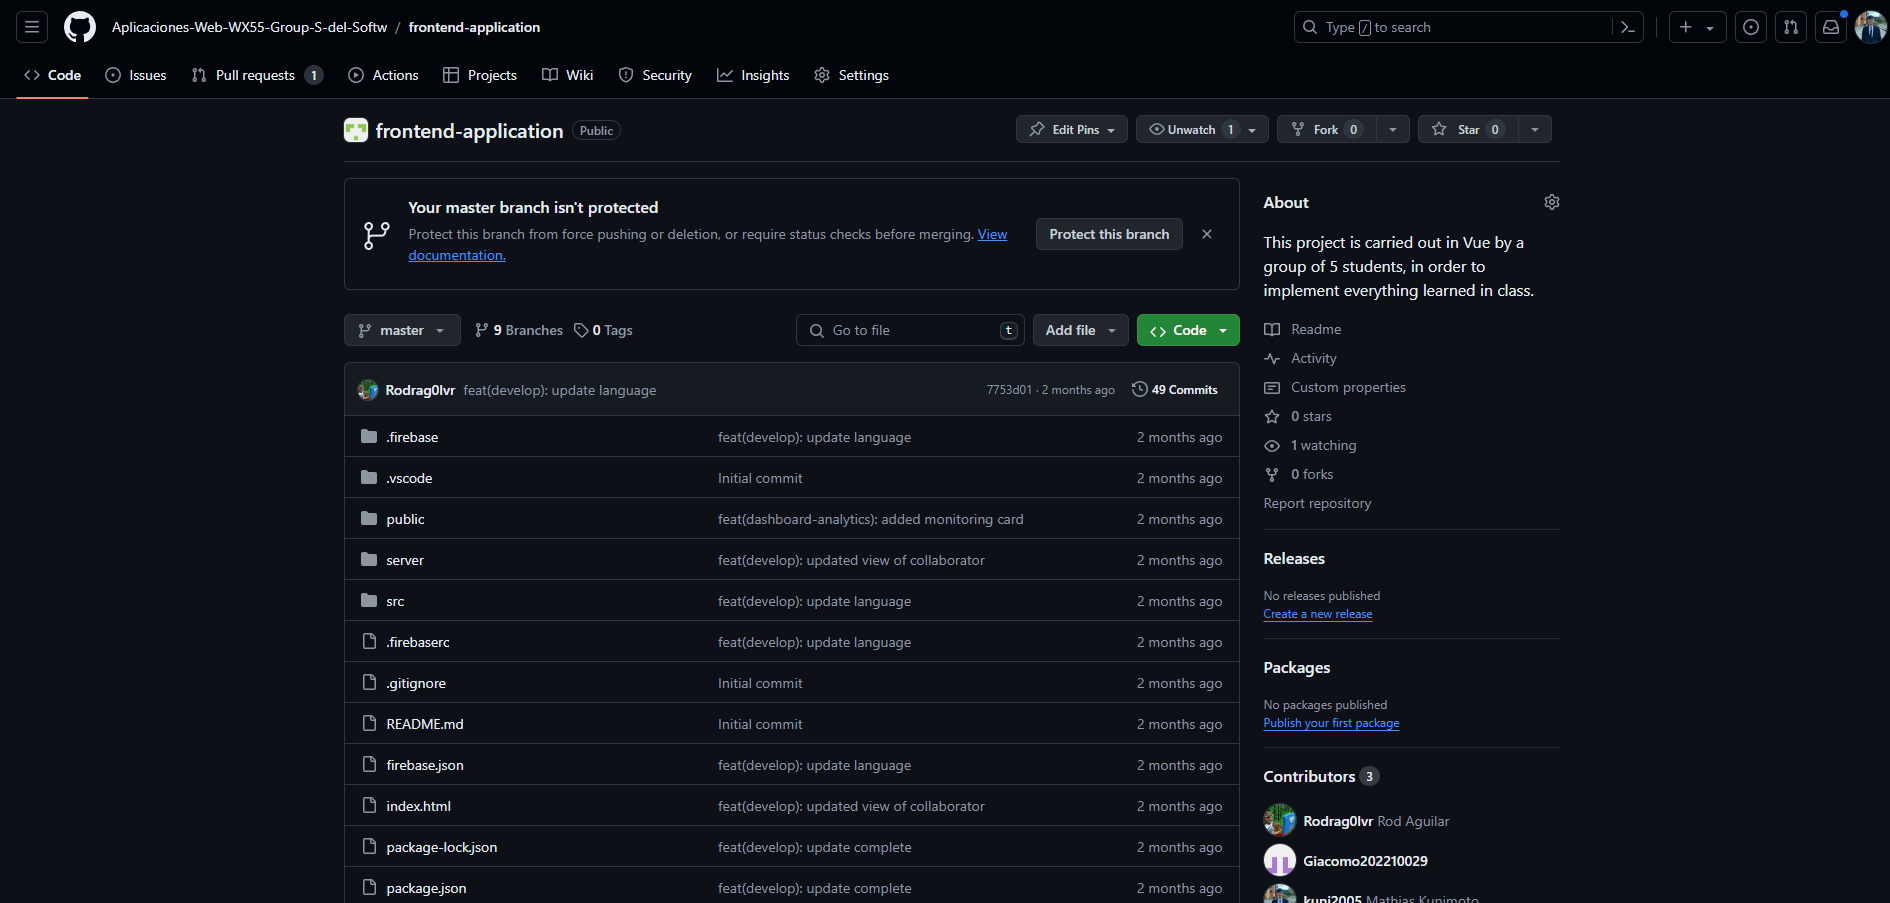 Aplicaciones-Web-WX55-Group-S-del-Softw / frontend-application
Type / to search
Code
Issues
Pull requests 1
Actions
Projects
Wiki
Security
Insights
Settings
frontend-application Public
Edit Pins
Unwatch 1
Fork 0
Star 0
Your master branch isn't protected
Protect this branch from force pushing or deletion, or require status checks before merging. View
documentation.
Protect this branch
master
9 Branches
0 Tags
Go to file t
Add file
Code
Rodrag0lvr feat(develop): update language 7753d01 · 2 months ago 49 Commits
.firebase feat(develop): update language 2 months ago
.vscode Initial commit 2 months ago
public feat(dashboard-analytics): added monitoring card 2 months ago
server feat(develop): updated view of collaborator 2 months ago
src feat(develop): update language 2 months ago
.firebaserc feat(develop): update language 2 months ago
.gitignore Initial commit 2 months ago
README.md Initial commit 2 months ago
firebase.json feat(develop): update language 2 months ago
index.html feat(develop): updated view of collaborator 2 months ago
package-lock.json feat(develop): update complete 2 months ago
package.json feat(develop): update complete 2 months ago
About
This project is carried out in Vue by a
group of 5 students, in order to
implement everything learned in class.
Readme
Activity
Custom properties
0 stars
1 watching
0 forks
Report repository
Releases
No releases published
Create a new release
Packages
No packages published
Publish your first package
Contributors 3
Rodrag0lvr Rod Aguilar
Giacomo202210029
kuni2005 Mathias Kunimoto